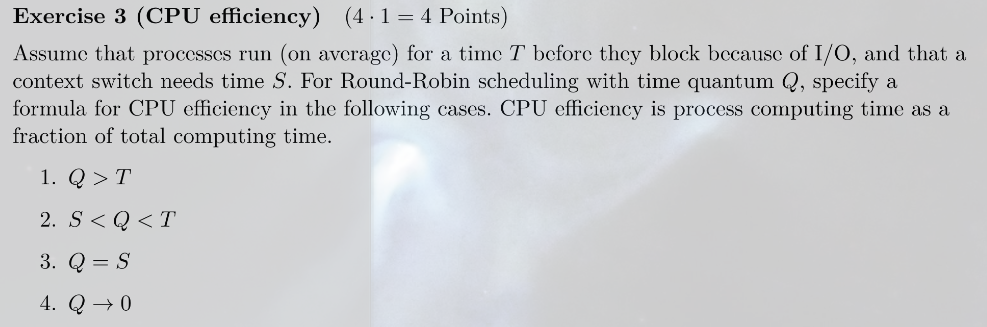 Exercise 3 (CPU efficiency) (4 · 1 = 4 Points)
Assume that processes run (on average) for a time T before they block because of I/O, and that a
context switch needs time S. For Round-Robin scheduling with time quantum Q, specify a
formula for CPU efficiency in the following cases. CPU efficiency is process computing time as a
fraction of total computing time.
1. Q > T
2. S < Q < T
3. Q = S
4. Q → 0